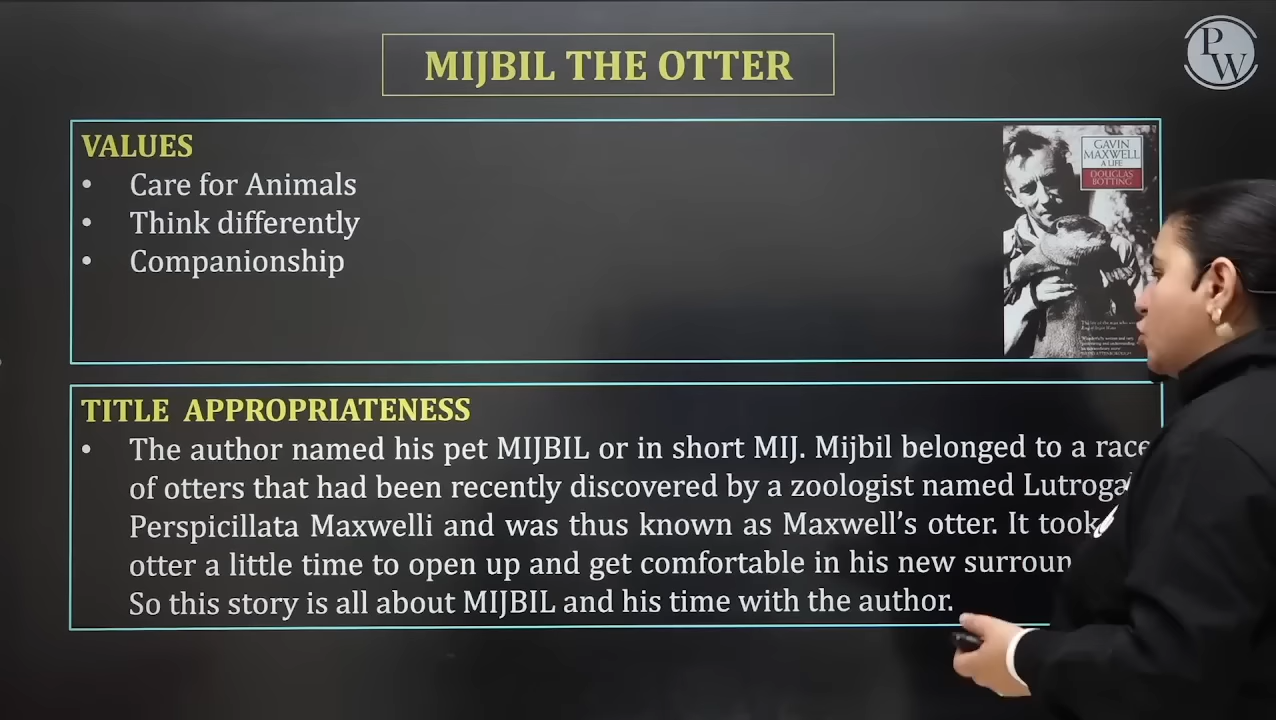 MIJBIL THE OTTER
PW
VALUES
• Care for Animals
• Think differently
• Companionship
GAVIN
MAXWELL
A LIFE
DOUGLAS
BOTTING
TITLE APPROPRIATENESS
• The author named his pet MIJBIL or in short MIJ. Mijbil belonged to a race
of otters that had been recently discovered by a zoologist named
Perspicillata Maxwelli and was thus known as Maxwell's otter. It took
otter a little time to open up and get comfortable in his new
So this story is all about MIJBIL and his time with the author.